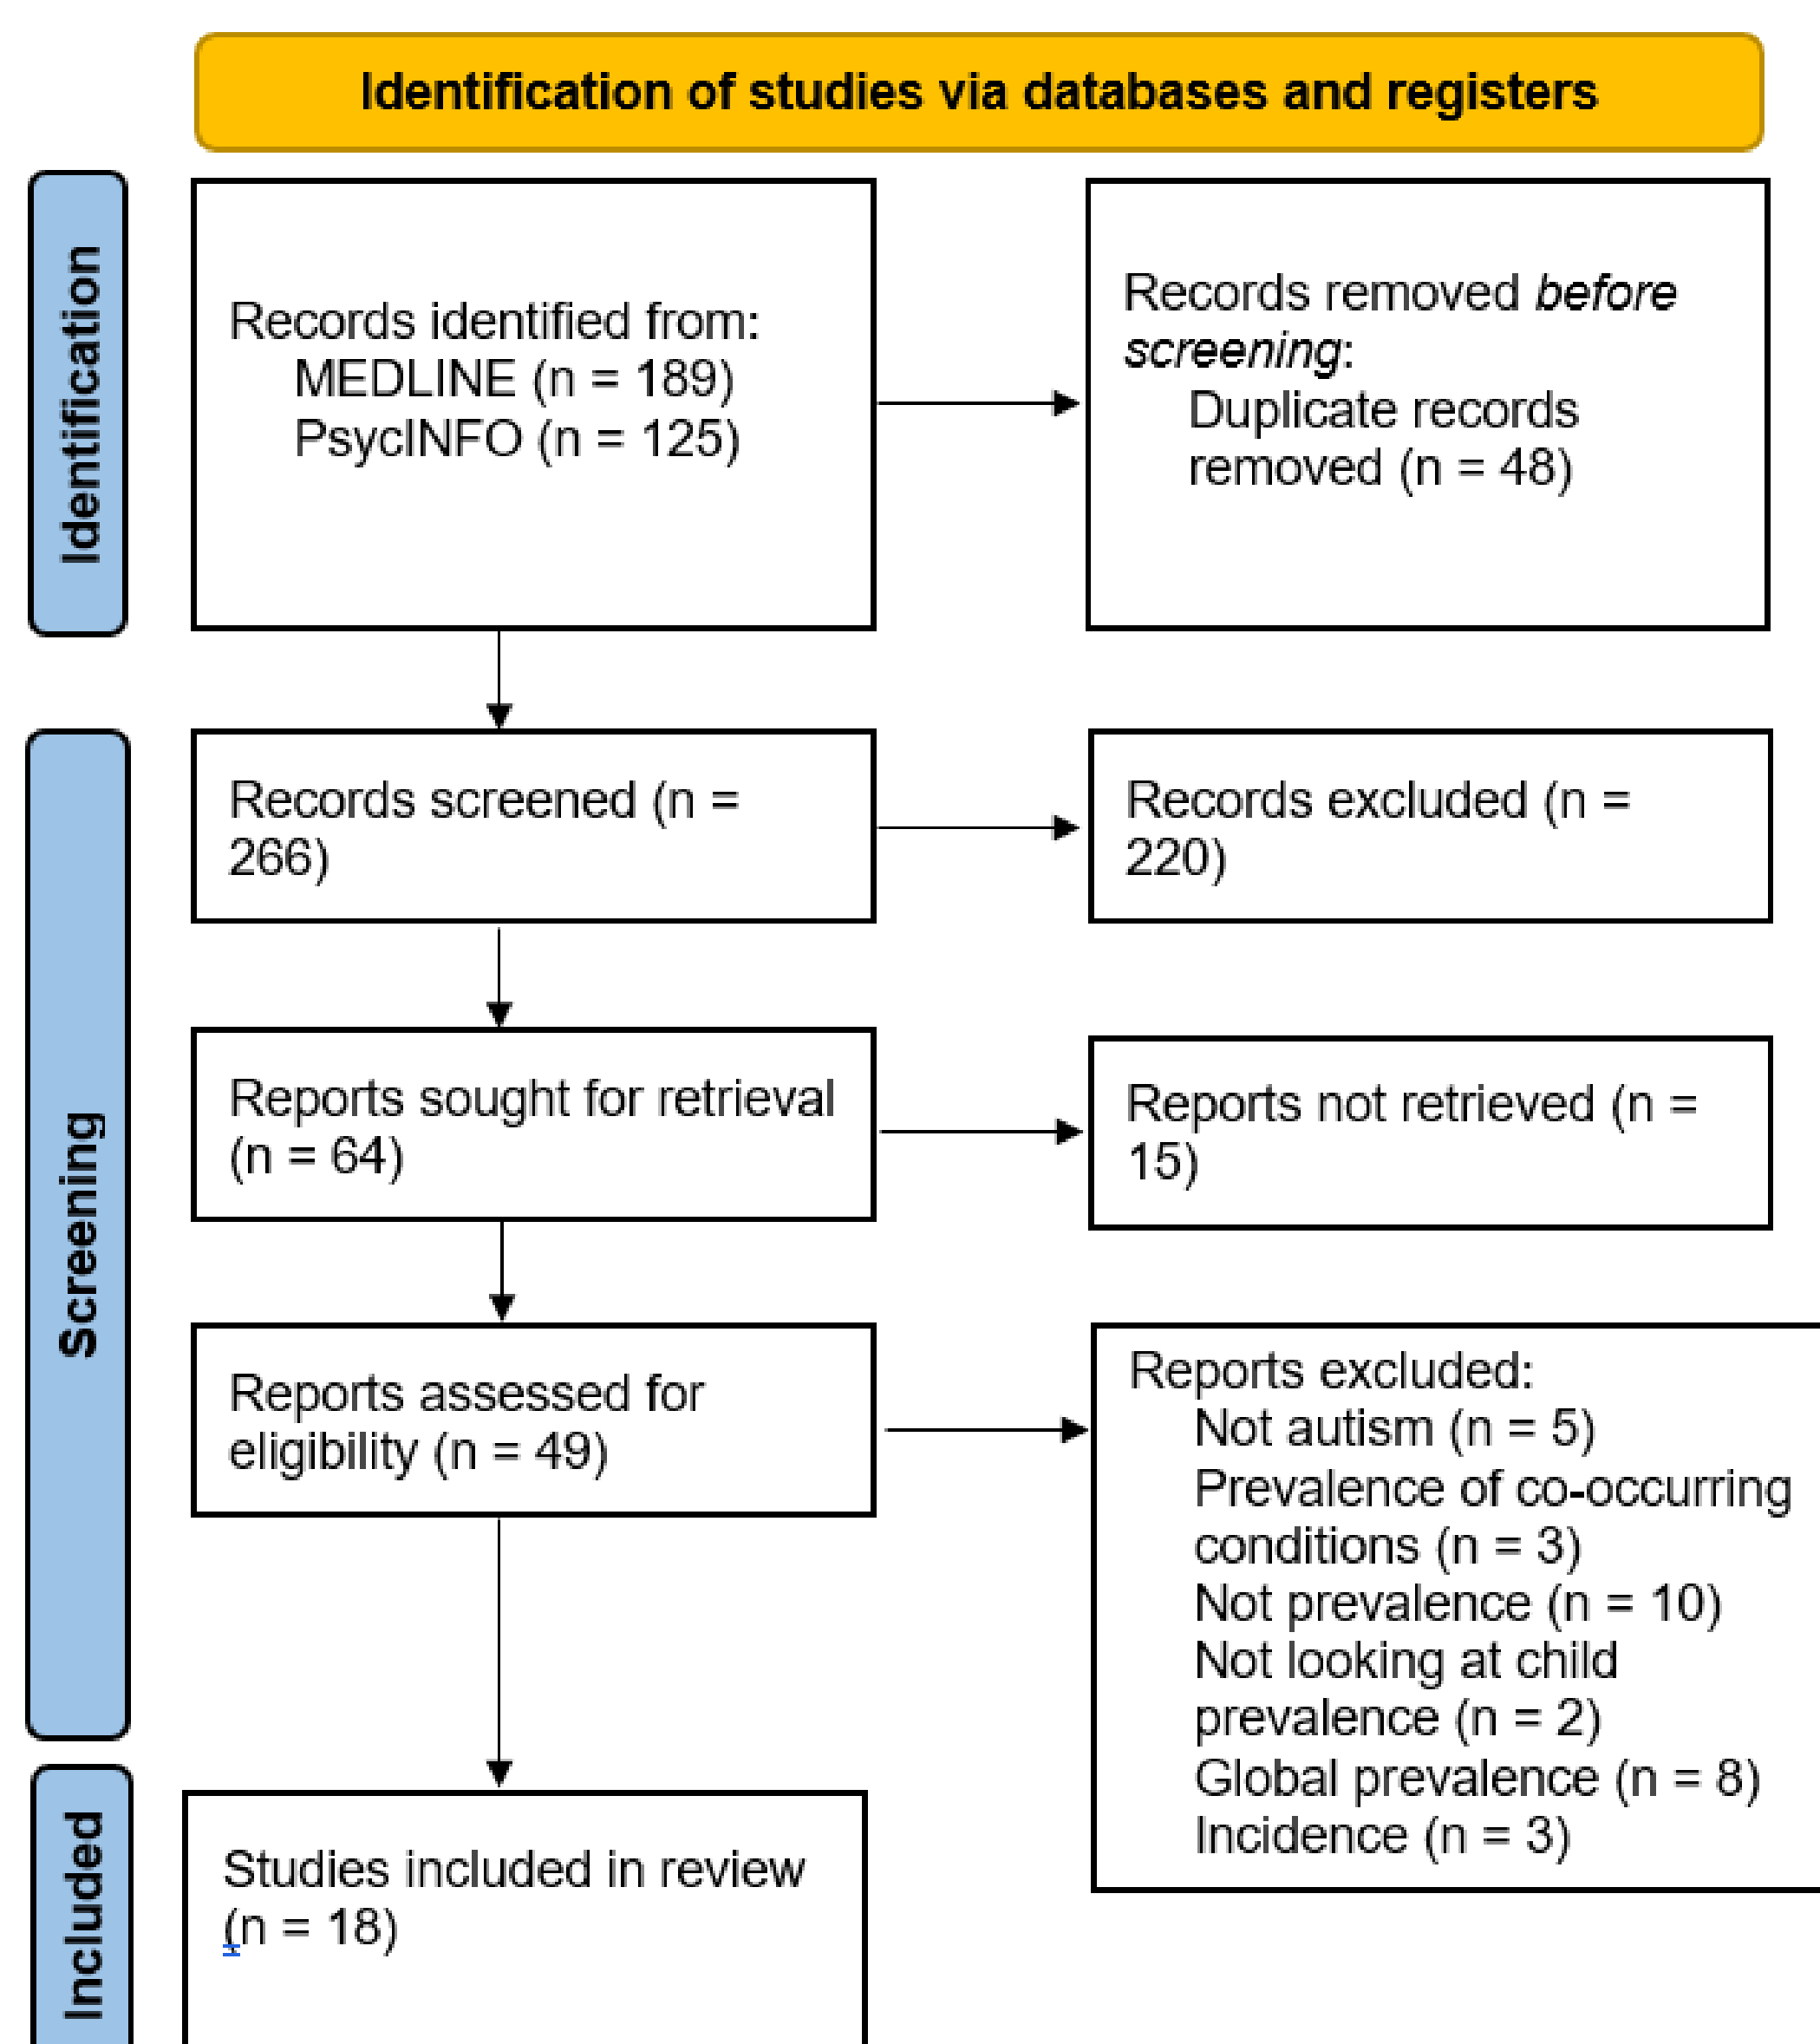 Identification of studies via databases and registers
Identification
Records identified from:
MEDLINE (n = 189)
PsycINFO (n = 125)
Records removed before
screening:
Duplicate records
removed (n = 48)
Screening
Records screened (n =
266)
Records excluded (n =
220)
Reports sought for retrieval
(n = 64)
Reports not retrieved (n =
15)
Reports assessed for
eligibility (n = 49)
Reports excluded:
Not autism (n = 5)
Prevalence of co-occurring
conditions (n = 3)
Not prevalence (n = 10)
Not looking at child
prevalence (n = 2)
Global prevalence (n = 8)
Incidence (n = 3)
Included
Studies included in review
(n = 18)